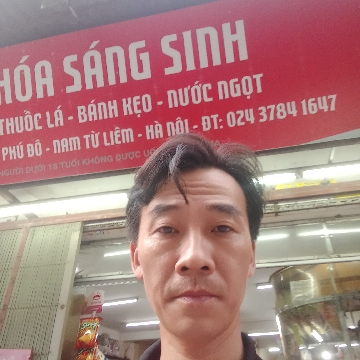 HÓA SÁNG SINH
THUỐC LÁ - BÁNH KẸO - NƯỚC NGỌT
PHÚ ĐÔ - NAM TỪ LIÊM - HÀ NỘI - ĐT: 024 3784 1647
NGƯỜI DƯỚI 18 TUỔI KHÔNG ĐƯỢC